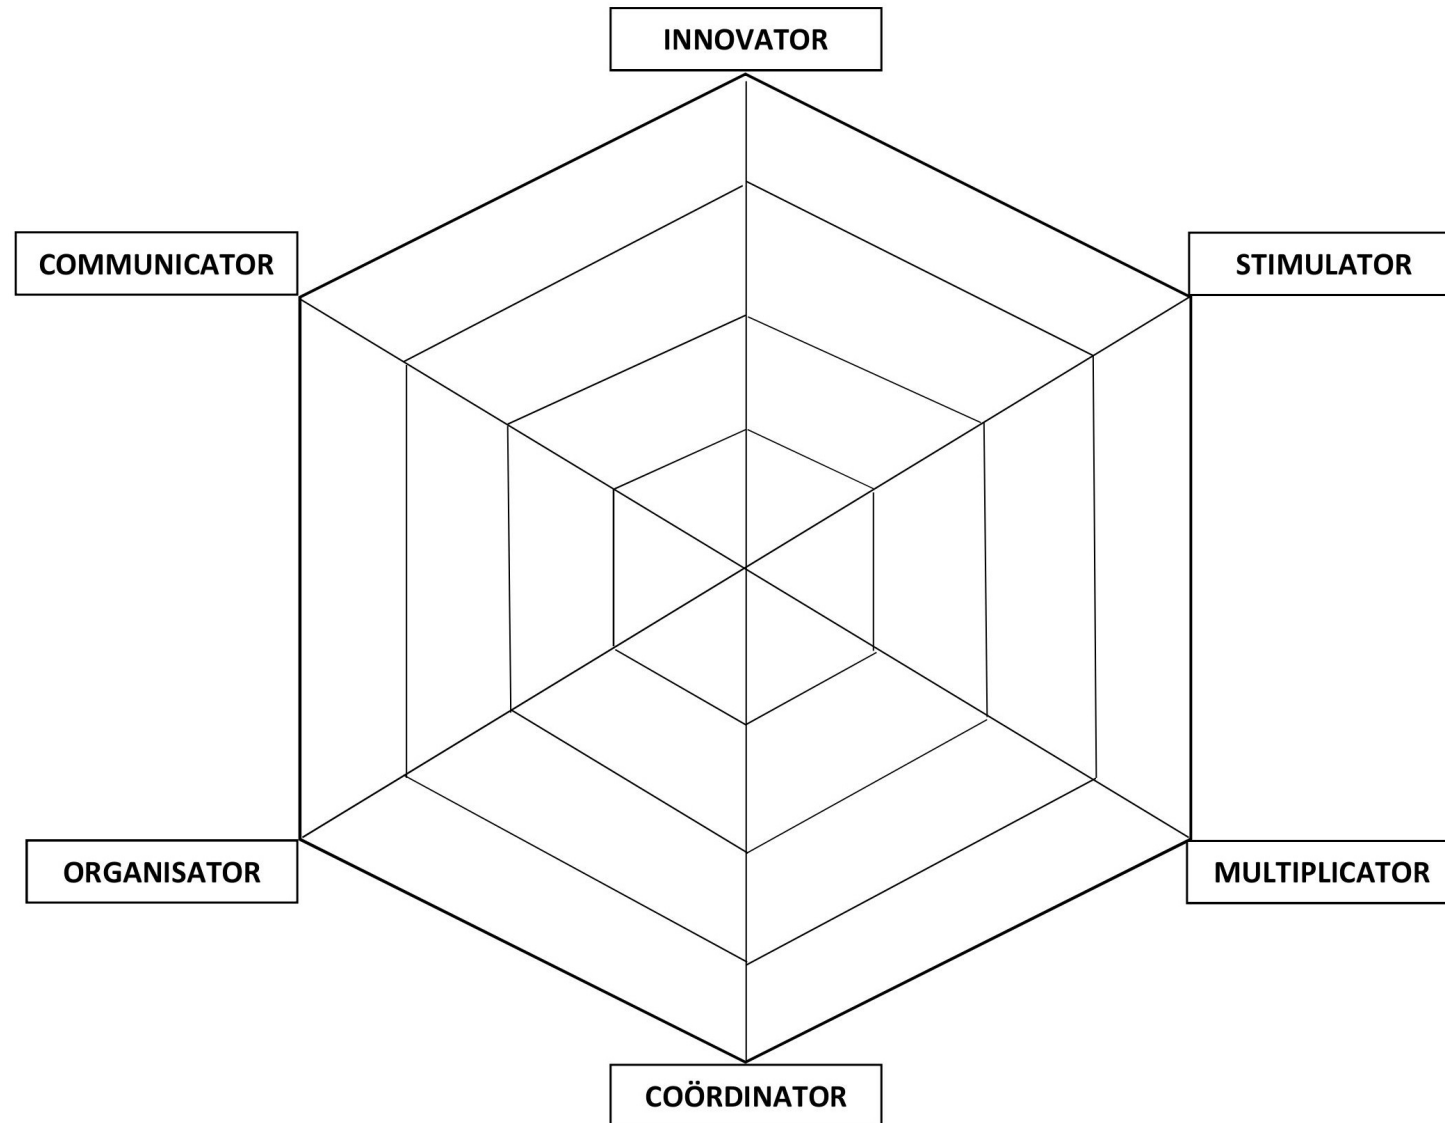 INNOVATOR
COMMUNICATOR
STIMULATOR
ORGANISATOR
MULTIPLICATOR
COÖRDINATOR